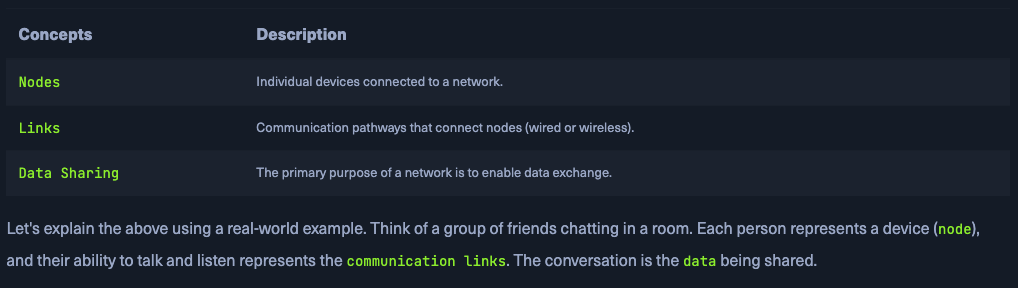 Concepts Description
Nodes Individual devices connected to a network.
Links Communication pathways that connect nodes (wired or wireless).
Data Sharing The primary purpose of a network is to enable data exchange.
Let's explain the above using a real-world example. Think of a group of friends chatting in a room. Each person represents a device (node),
and their ability to talk and listen represents the communication links. The conversation is the data being shared.